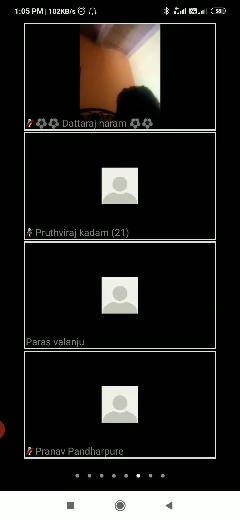 1:05 PM | 102KB/s
⚽⚽ Dattaraj naram ⚽⚽
Pruthviraj kadam (21)
Paras valanju
Pranav Pandharpure